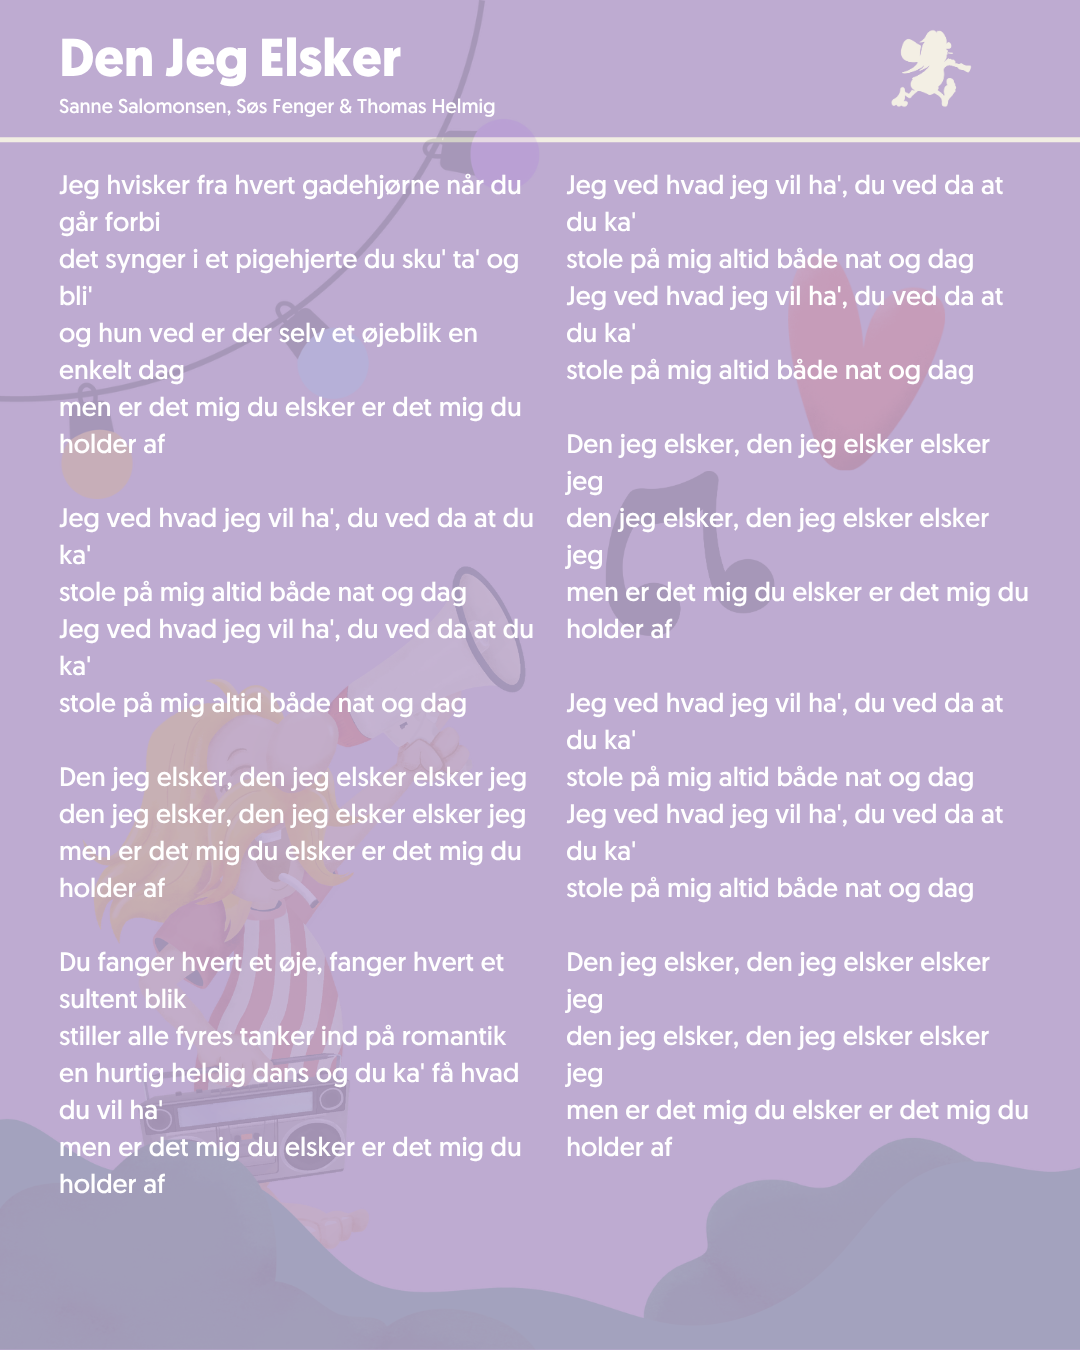 Den Jeg Elsker
Sanne Salomonsen, Søs Fenger & Thomas Helmig
Jeg hvisker fra hvert gadehjørne når du
går forbi
det synger i et pigehjerte du sku' ta' og
bli'
og hun ved er der selv et øjeblik en
enkelt dag
men er det mig du elsker er det mig du
holder af
Jeg ved hvad jeg vil ha', du ved da at du
ka'
stole på mig altid både nat og dag
Jeg ved hvad jeg vil ha', du ved da at du
ka'
stole på mig altid både nat og dag
Den jeg elsker, den jeg elsker elsker jeg
den jeg elsker, den jeg elsker elsker jeg
men er det mig du elsker er det mig du
holder af
Du fanger hvert et øje, fanger hvert et
sultent blik
stiller alle fyres tanker ind på romantik
en hurtig heldig dans og du ka' få hvad
du vil ha'
men er det mig du elsker er det mig du
holder af
Jeg ved hvad jeg vil ha', du ved da at
du ka'
stole på mig altid både nat og dag
Jeg ved hvad jeg vil ha', du ved da at
du ka'
stole på mig altid både nat og dag
Den jeg elsker, den jeg elsker elsker
jeg
den jeg elsker, den jeg elsker elsker
jeg
men er det mig du elsker er det mig du
holder af
Jeg ved hvad jeg vil ha', du ved da at
du ka'
stole på mig altid både nat og dag
Jeg ved hvad jeg vil ha', du ved da at
du ka'
stole på mig altid både nat og dag
Den jeg elsker, den jeg elsker elsker
jeg
den jeg elsker, den jeg elsker elsker
jeg
men er det mig du elsker er det mig du
holder af